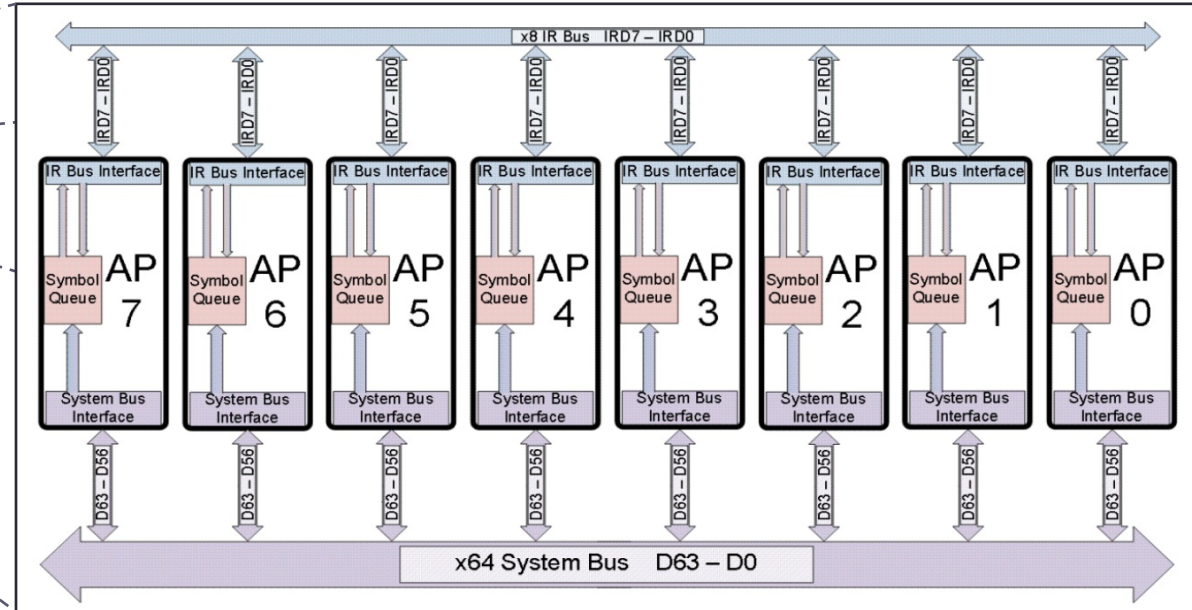 x8 IR Bus IRD7 – IRD0
IRD7 – IRD0
IRD7 – IRD0
IRD7 – IRD0
IRD7 – IRD0
IRD7 – IRD0
IRD7 – IRD0
IRD7 – IRD0
IRD7 – IRD0
IR Bus Interface
Symbol
Queue
AP
7
System Bus
Interface
IR Bus Interface
Symbol
Queue
AP
6
System Bus
Interface
IR Bus Interface
Symbol
Queue
AP
5
System Bus
Interface
IR Bus Interface
Symbol
Queue
AP
4
System Bus
Interface
IR Bus Interface
Symbol
Queue
AP
3
System Bus
Interface
IR Bus Interface
Symbol
Queue
AP
2
System Bus
Interface
IR Bus Interface
Symbol
Queue
AP
1
System Bus
Interface
IR Bus Interface
Symbol
Queue
AP
0
System Bus
Interface
D63 – D56
D63 – D56
D63 – D56
D63 – D56
D63 – D56
D63 – D56
D63 – D56
D63 – D56
x64 System Bus D63 – D0